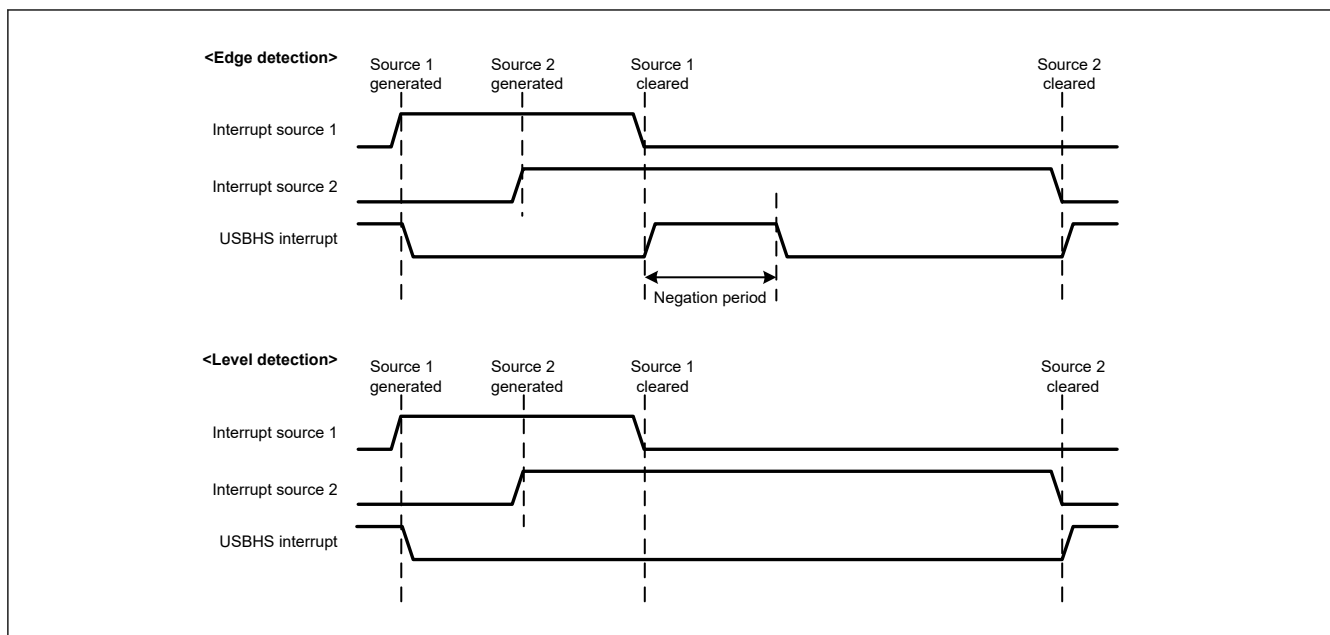 <Edge detection>
Source 1 generated
Source 2 generated
Source 1 cleared
Source 2 cleared
Interrupt source 1
Interrupt source 2
USBHS interrupt
Negation period
<Level detection>
Source 1 generated
Source 2 generated
Source 1 cleared
Source 2 cleared
Interrupt source 1
Interrupt source 2
USBHS interrupt